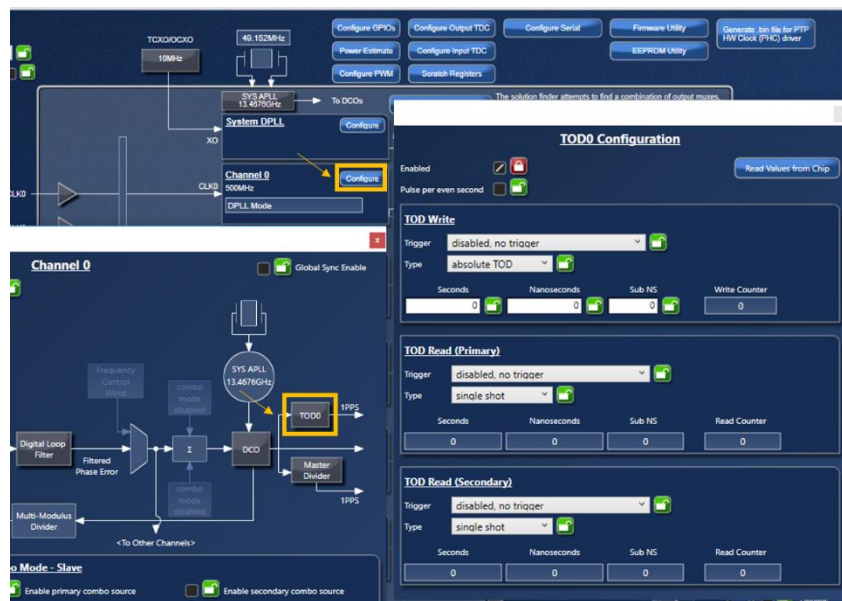 TCXO/OCXO
10MHz
49.152MHz
Configure GPIOs
Configure Output TDC
Configure Serial
Firmware Utility
Generate .bin file for PTP
HW Clock (PHC) driver
Power Estimate
Configure Input TDC
EEPROM Utility
Configure PWM
Scratch Registers
SYS APLL
13.4676GHz
To DCOs
The solution finder attempts to find a combination of output muxes,
System DPLL
Configure
XO
Channel 0
Configure
CLK0
500MHz
DPLL Mode
CLK0
x
Channel 0
Global Sync Enable
Frequency
Control
Word
combo
mode
disabled
SYS APLL
13.4676GHz
TOD0
1PPS
Digital Loop
Filter
Filtered
Phase Error
Σ
DCO
Master
Divider
1PPS
combo
mode
disabled
Multi-Modulus
Divider
<To Other Channels>
o Mode - Slave
Enable primary combo source
Enable secondary combo source
TOD0 Configuration
Enabled
Read Values from Chip
Pulse per even second
TOD Write
Trigger
disabled, no trigger
Type
absolute TOD
Seconds
Nanoseconds
Sub NS
Write Counter
0
0
0
0
TOD Read (Primary)
Trigger
disabled, no trigger
Type
single shot
Seconds
Nanoseconds
Sub NS
Read Counter
0
0
0
0
TOD Read (Secondary)
Trigger
disabled, no trigger
Type
single shot
Seconds
Nanoseconds
Sub NS
Read Counter
0
0
0
0